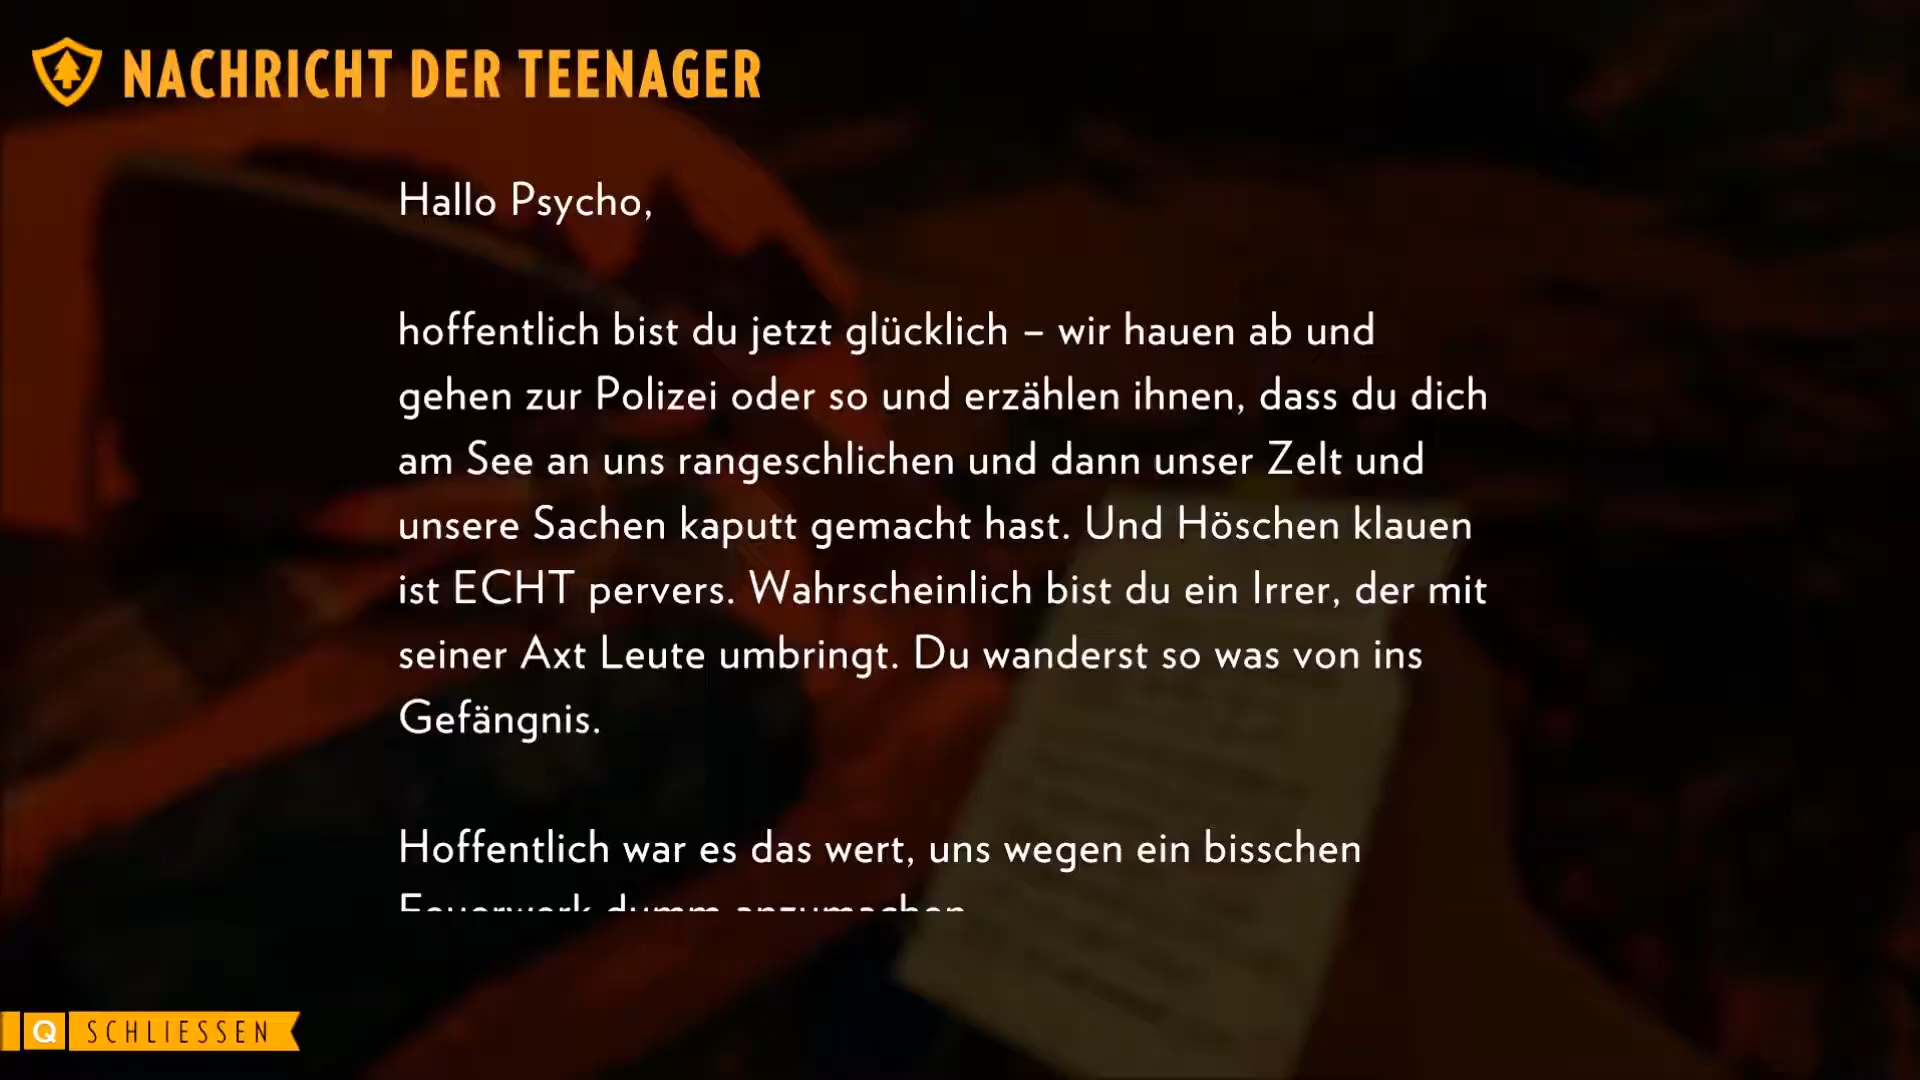 NACHRICHT DER TEENAGER
Hallo Psycho,
hoffentlich bist du jetzt glücklich – wir hauen ab und
gehen zur Polizei oder so und erzählen ihnen, dass du dich
am See an uns rangeschlichen und dann unser Zelt und
unsere Sachen kaputt gemacht hast. Und Höschen klauen
ist ECHT pervers. Wahrscheinlich bist du ein Irrer, der mit
seiner Axt Leute umbringt. Du wanderst so was von ins
Gefängnis.
Hoffentlich war es das wert, uns wegen ein bisschen
Feuerwerk dumm anzumachen
Q SCHLIESSEN